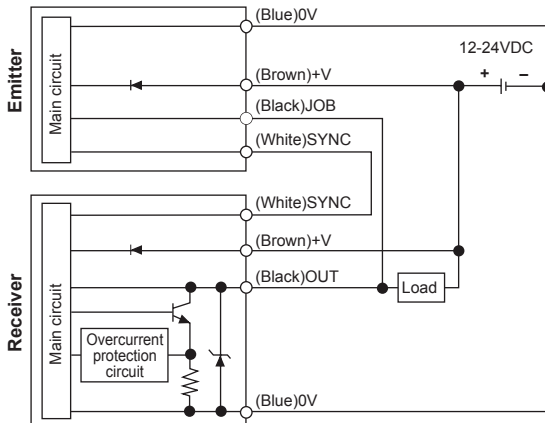 Emitter
Main circuit
(Blue)0V
(Brown)+V
(Black)JOB
(White)SYNC
12-24VDC
+ −
Receiver
Main circuit
(White)SYNC
(Brown)+V
(Black)OUT
Load
Overcurrent
protection
circuit
(Blue)0V